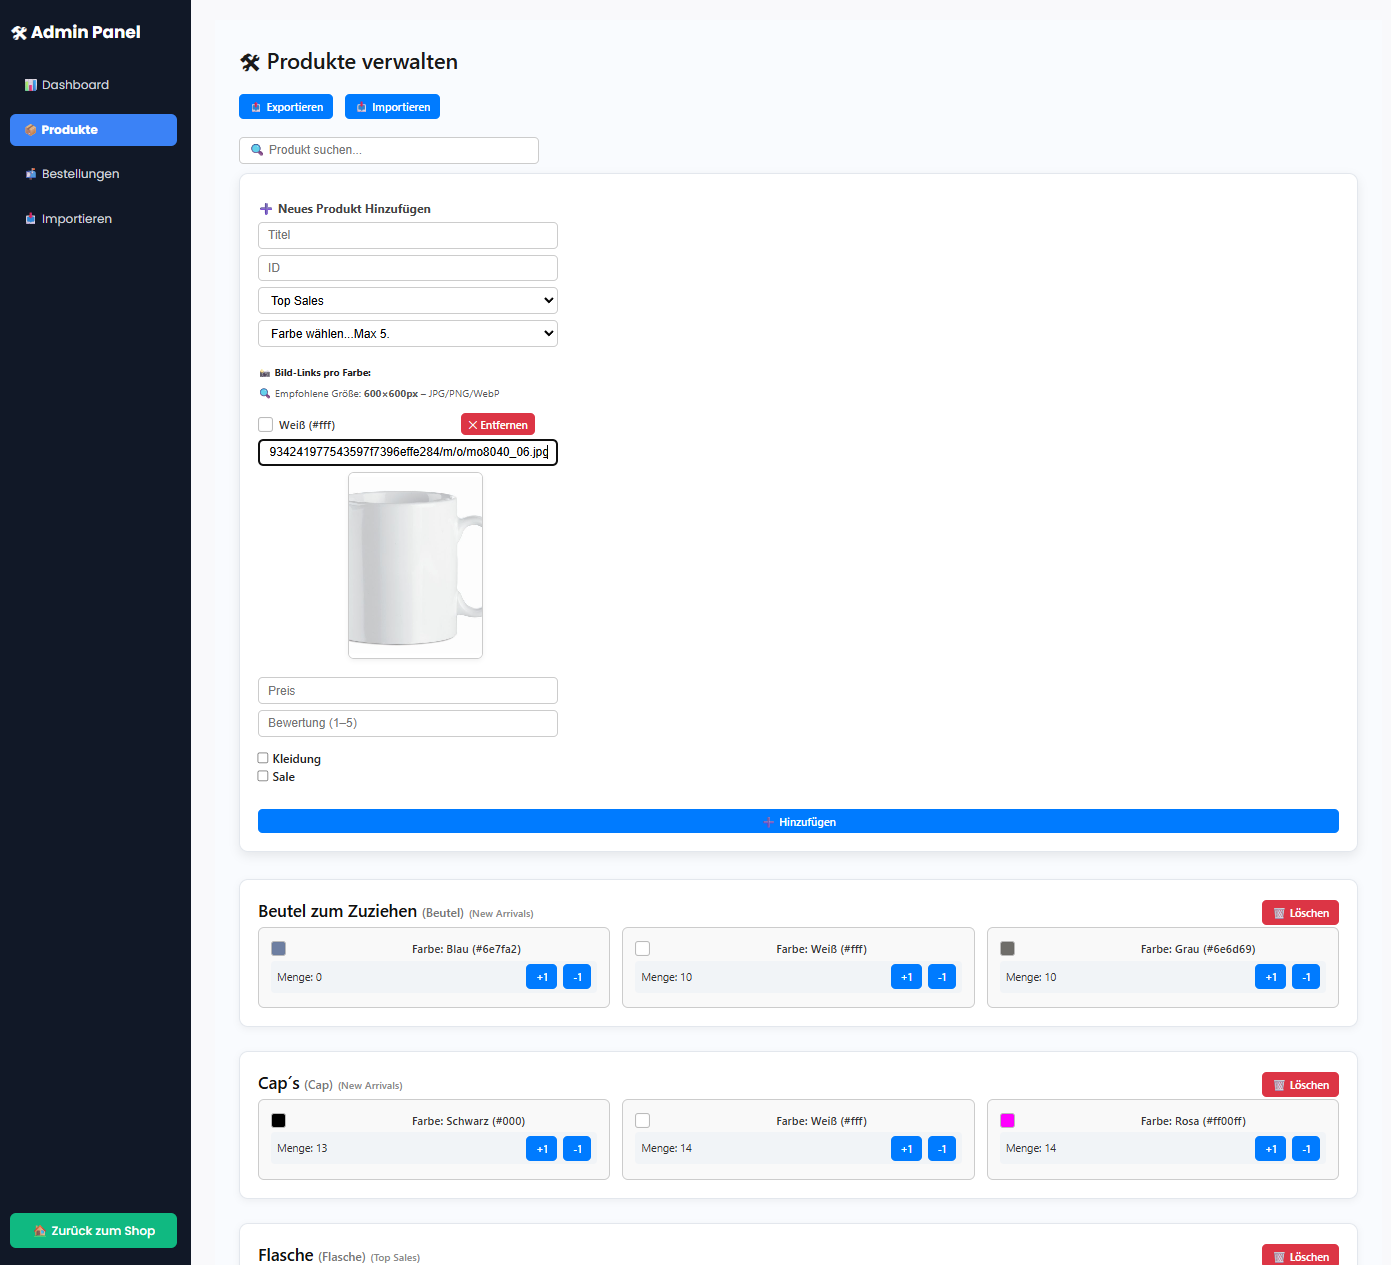 Admin Panel
Dashboard
Produkte
Bestellungen
Importieren
Zurück zum Shop
Produkte verwalten
Exportieren
Importieren
Produkt suchen...
Neues Produkt Hinzufügen
Titel
ID
Top Sales
Farbe wählen...Max 5.
Bild-Links pro Farbe:
Empfohlene Größe: 600×600px – JPG/PNG/WebP
Weiß (#fff)
Entfernen
934241977543597f7396effe284/m/o/mo8040_06.jpg
Preis
Bewertung (1–5)
Kleidung
Sale
Hinzufügen
Beutel zum Zuziehen (Beutel) (New Arrivals)
Löschen
Farbe: Blau (#6e7fa2)
Menge: 0
+1
-1
Farbe: Weiß (#fff)
Menge: 10
+1
-1
Farbe: Grau (#6e6d69)
Menge: 10
+1
-1
Cap´s (Cap) (New Arrivals)
Löschen
Farbe: Schwarz (#000)
Menge: 13
+1
-1
Farbe: Weiß (#fff)
Menge: 14
+1
-1
Farbe: Rosa (#ff00ff)
Menge: 14
+1
-1
Flasche (Flasche) (Top Sales)
Löschen